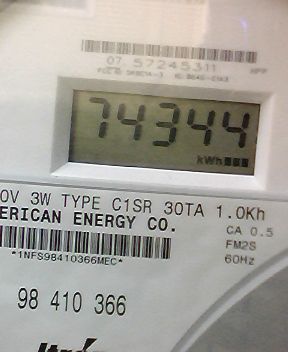 07 57245311
74344
kWh
0V 3W TYPE C1SR 30TA 1.0Kh
ERICAN ENERGY CO.
CA 0.5
FM2S
*1NFS98410366MEC*
60Hz
98 410 366
Itron